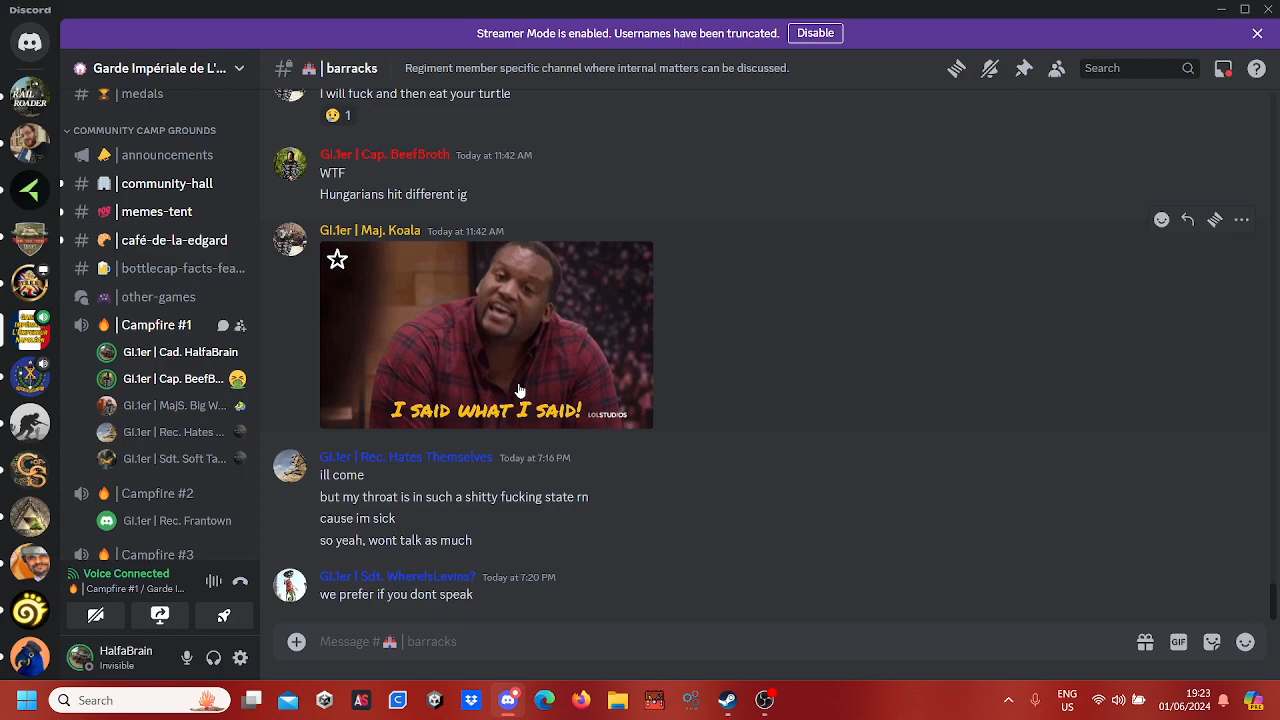 Discord
Streamer Mode is enabled. Usernames have been truncated. Disable
Garde Impériale de L'...
barracks
Regiment member specific channel where internal matters can be discussed.
Search
medals
COMMUNITY CAMP GROUNDS
announcements
community-hall
memes-tent
café-de-la-edgard
bottlecap-facts-fea...
other-games
Campfire #1
GI.1er | Cad. HalfaBrain
GI.1er | Cap. BeefB...
GI.1er | MajS. Big W...
GI.1er | Rec. Hates ...
GI.1er | Sdt. Soft Ta...
Campfire #2
GI.1er | Rec. Frantown
Campfire #3
Voice Connected
Campfire #1 / Garde I...
HalfaBrain
Invisible
I will fuck and then eat your turtle
1
GI.1er | Cap. BeefBroth Today at 11:42 AM
WTF
Hungarians hit different ig
GI.1er | Maj. Koala Today at 11:42 AM
I SAID WHAT I SAID!
LOLSTUDIOS
GI.1er | Rec. Hates Themselves Today at 7:16 PM
ill come
but my throat is in such a shitty fucking state rn
cause im sick
so yeah, wont talk as much
GI.1er | Sdt. WhereIsLevins? Today at 7:20 PM
we prefer if you dont speak
Message # | barracks
GIF
RAIL
ROADER
Search
ENG
US
19:23
01/06/2024
PRE